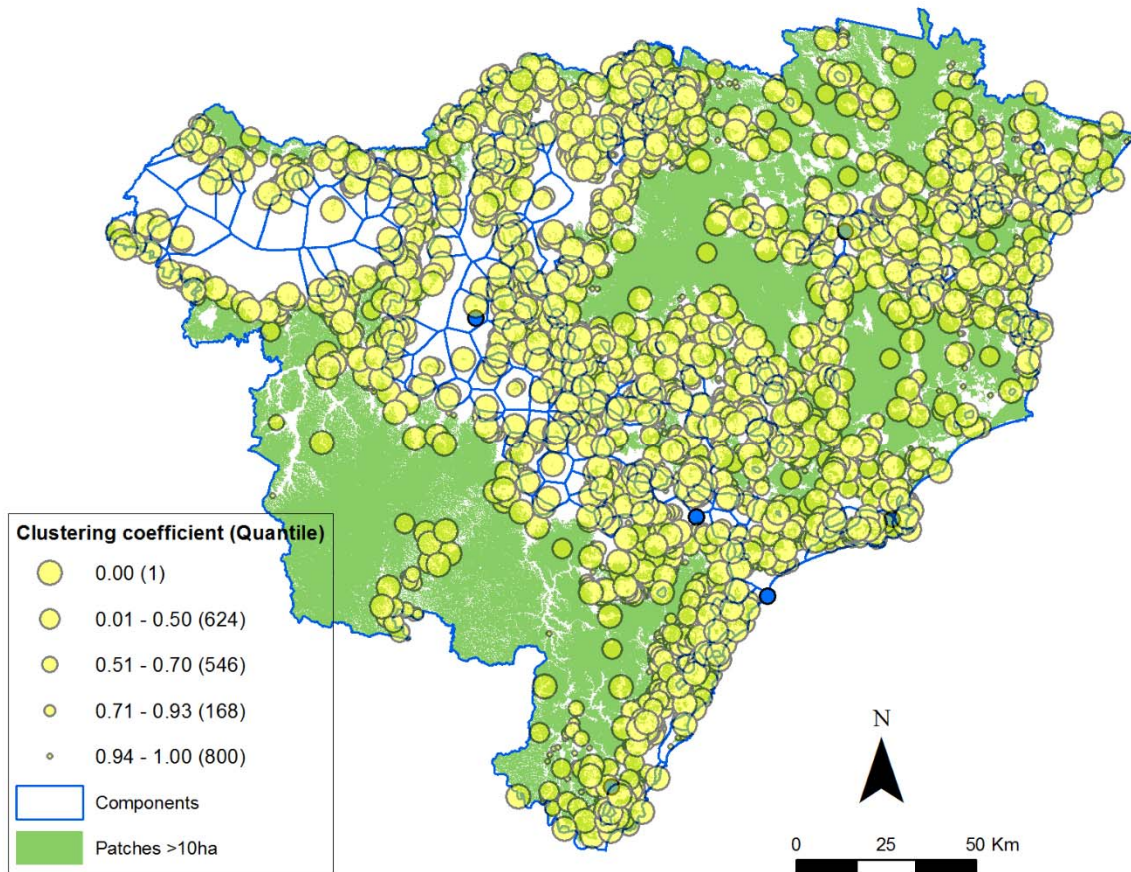 Clustering coefficient (Quantile)
0.00 (1)
0.01 - 0.50 (624)
0.51 - 0.70 (546)
0.71 - 0.93 (168)
0.94 - 1.00 (800)
Components
Patches >10ha
N
0 25 50 Km